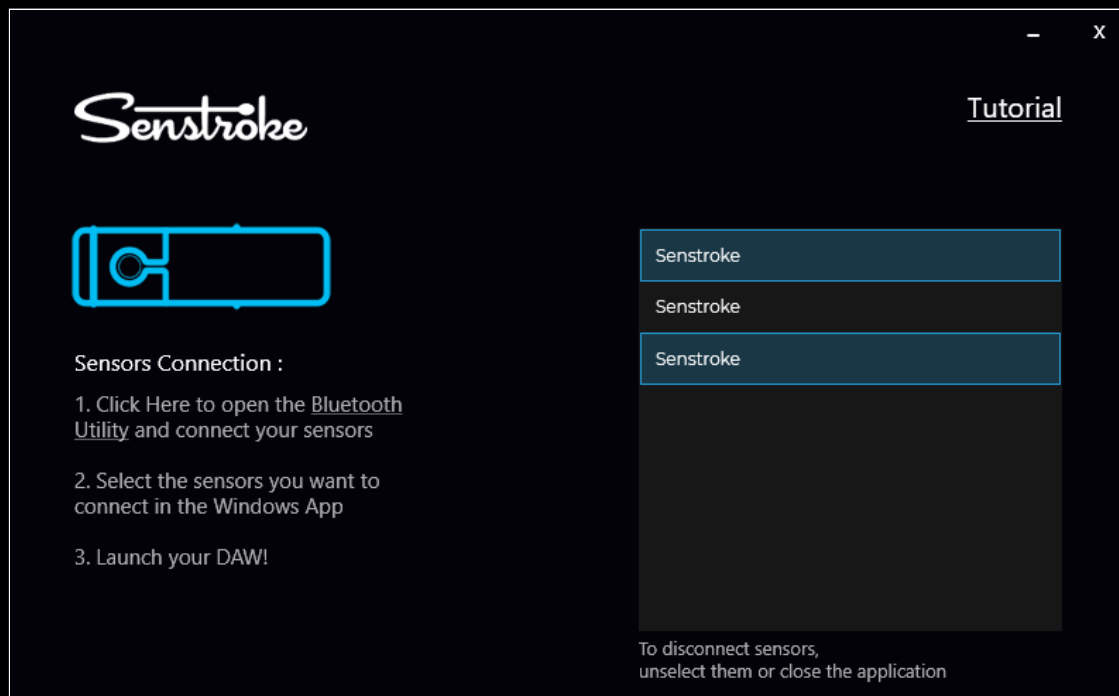 – X
Senstroke
Tutorial
Senstroke
Senstroke
Senstroke
Sensors Connection :
1. Click Here to open the Bluetooth
Utility and connect your sensors
2. Select the sensors you want to
connect in the Windows App
3. Launch your DAW!
To disconnect sensors,
unselect them or close the application